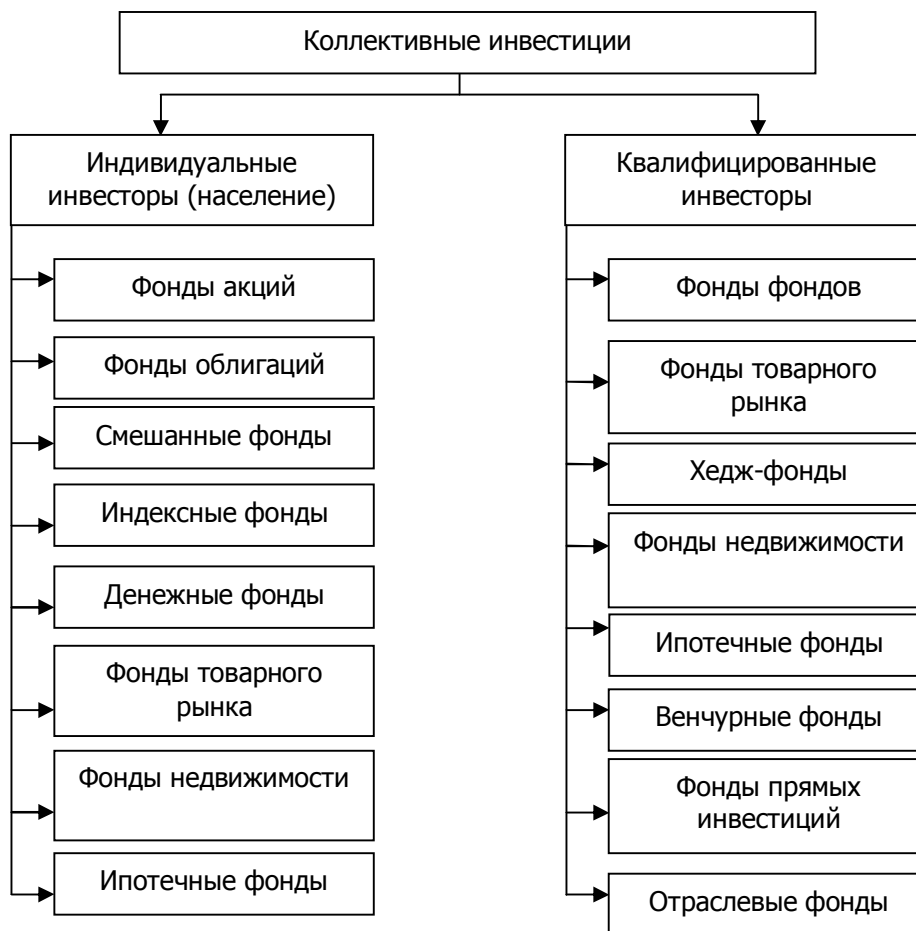 Коллективные инвестиции
Индивидуальные
инвесторы (население)
Фонды акций
Фонды облигаций
Смешанные фонды
Индексные фонды
Денежные фонды
Фонды товарного
рынка
Фонды недвижимости
Ипотечные фонды
Квалифицированные
инвесторы
Фонды фондов
Фонды товарного
рынка
Хедж-фонды
Фонды недвижимости
Ипотечные фонды
Венчурные фонды
Фонды прямых
инвестиций
Отраслевые фонды